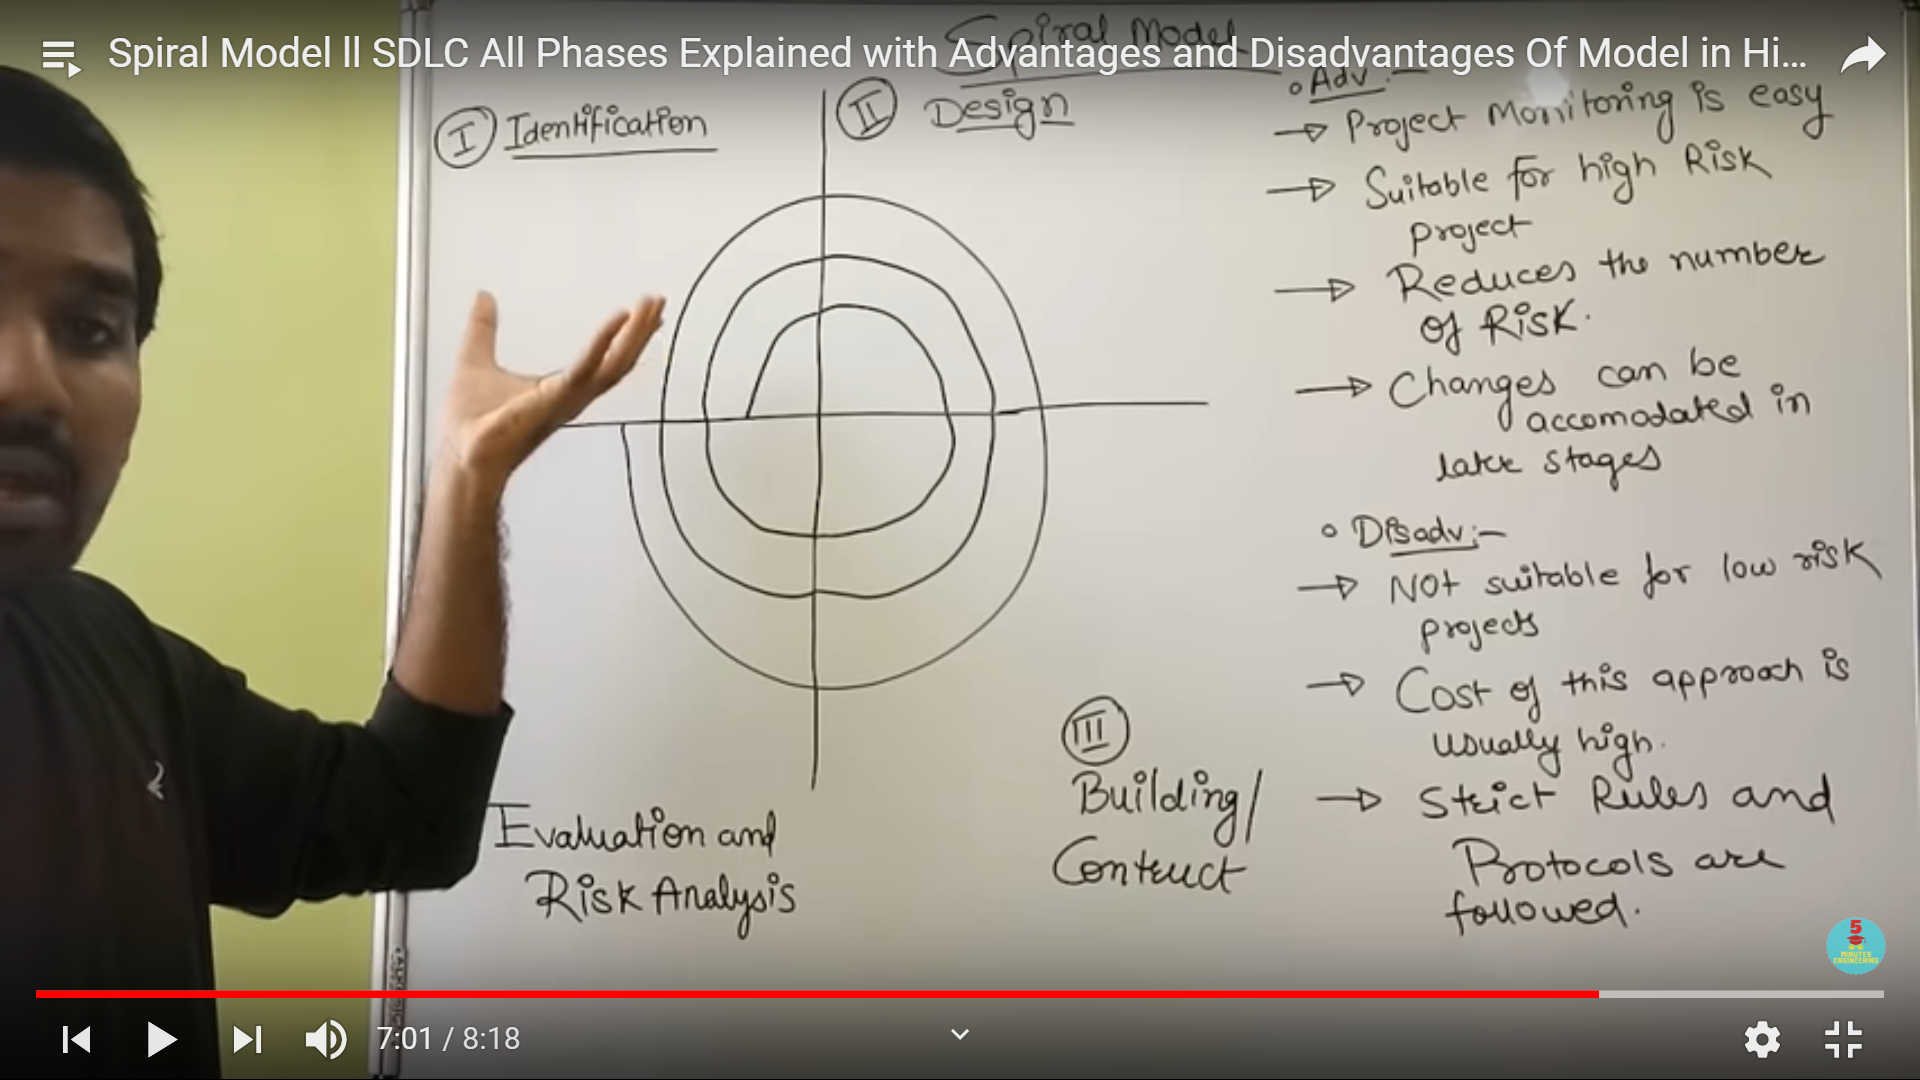 Spiral Model ll SDLC All Phases Explained with Advantages and Disadvantages Of Model in Hi...
Spiral Model
I Identification
II Design
Adv :-
Project Monitoring is easy
Suitable for high Risk
project
Reduces the number
of Risk.
Changes can be
accomodated in
later stages
Disadv :-
NOt suitable for low risk
projects
Cost of this approach is
usually high.
Strict Rules and
Protocols are
followed.
III
Building/
Contruct
Evaluation and
Risk Analysis
5
MINUTES
ENGINEERING
7:01 / 8:18